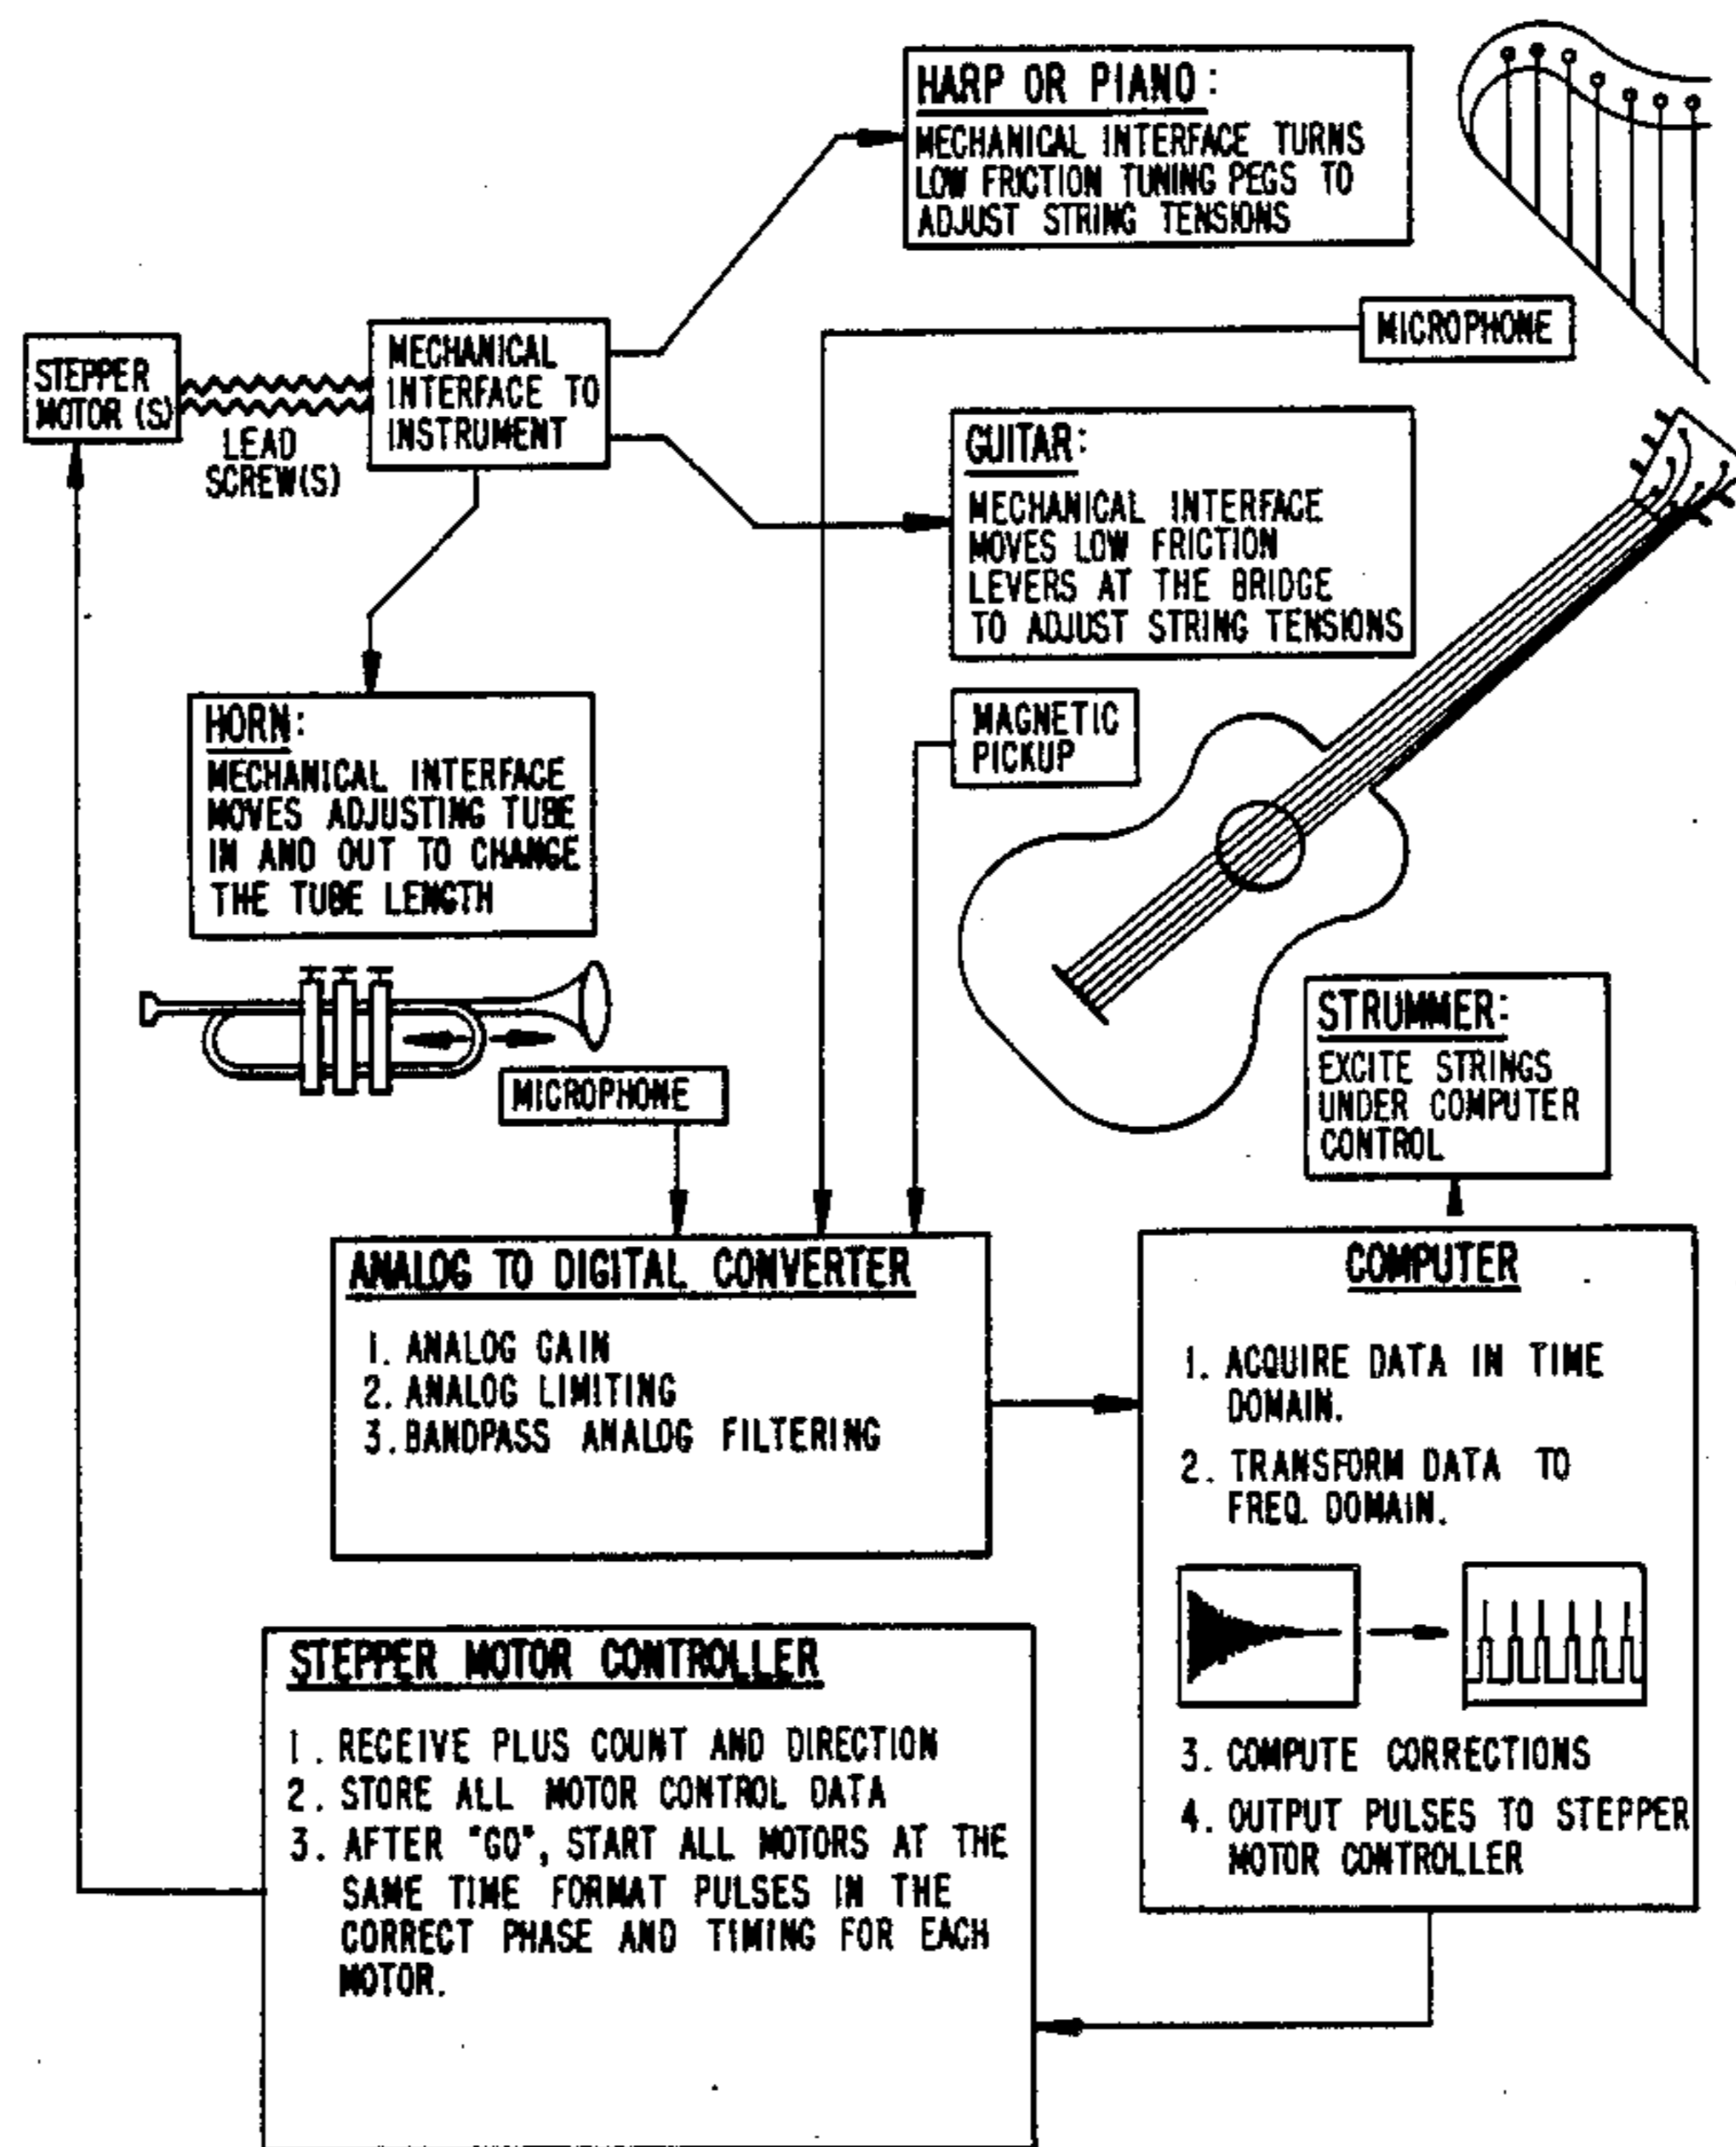 HARP OR PIANO:
MECHANICAL INTERFACE TURNS
LOW FRICTION TUNING PEGS TO
ADJUST STRING TENSIONS
MICROPHONE
STEPPER
MOTOR (S)
LEAD
SCREW(S)
MECHANICAL
INTERFACE TO
INSTRUMENT
GUITAR:
MECHANICAL INTERFACE
MOVES LOW FRICTION
LEVERS AT THE BRIDGE
TO ADJUST STRING TENSIONS
HORN:
MECHANICAL INTERFACE
MOVES ADJUSTING TUBE
IN AND OUT TO CHANGE
THE TUBE LENGTH
MAGNETIC
PICKUP
MICROPHONE
STRUMMER:
EXCITE STRINGS
UNDER COMPUTER
CONTROL
ANALOG TO DIGITAL CONVERTER
1. ANALOG GAIN
2. ANALOG LIMITING
3. BANDPASS ANALOG FILTERING
COMPUTER
1. ACQUIRE DATA IN TIME
DOMAIN.
2. TRANSFORM DATA TO
FREQ. DOMAIN.
3. COMPUTE CORRECTIONS
4. OUTPUT PULSES TO STEPPER
MOTOR CONTROLLER
STEPPER MOTOR CONTROLLER
1. RECEIVE PLUS COUNT AND DIRECTION
2. STORE ALL MOTOR CONTROL DATA
3. AFTER "GO", START ALL MOTORS AT THE
SAME TIME FORMAT PULSES IN THE
CORRECT PHASE AND TIMING FOR EACH
MOTOR.